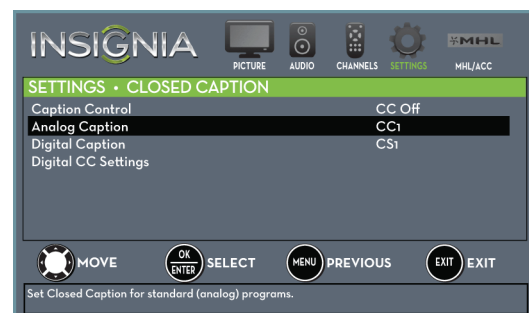 INSIGNIA
PICTURE AUDIO CHANNELS SETTINGS MHL MHL/ACC
SETTINGS • CLOSED CAPTION
Caption Control CC Off
Analog Caption CC1
Digital Caption CS1
Digital CC Settings
MOVE OK ENTER SELECT MENU PREVIOUS EXIT EXIT
Set Closed Caption for standard (analog) programs.